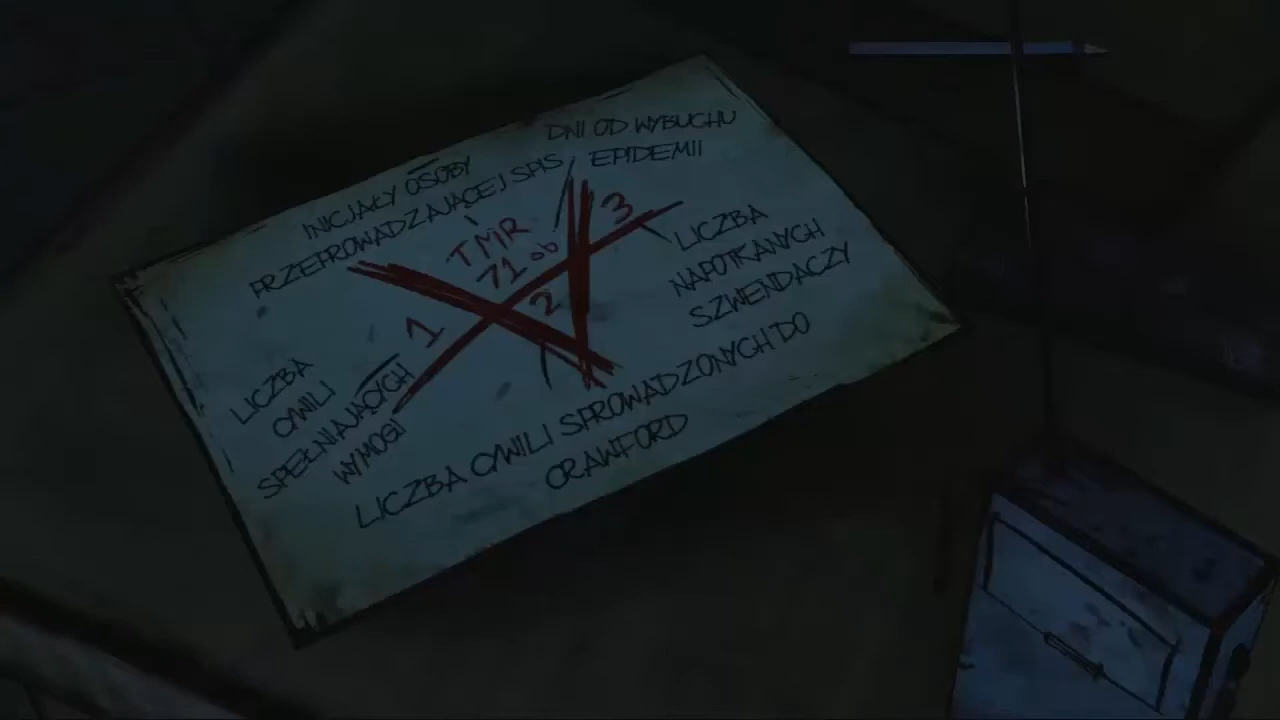 DNI OD WYBUCHU
EPIDEMII
INICJAŁY OSOBY
PRZEPROWADZAJĄCEJ SPIS
TMR
71 ob
3
1
2
LICZBA
NAPOTKANYCH
SZWENDACZY
LICZBA
CYWILI
SPEŁNIAJĄCYCH
WYMOGI
LICZBA CYWILI SPROWADZONYCH DO
CRAWFORD